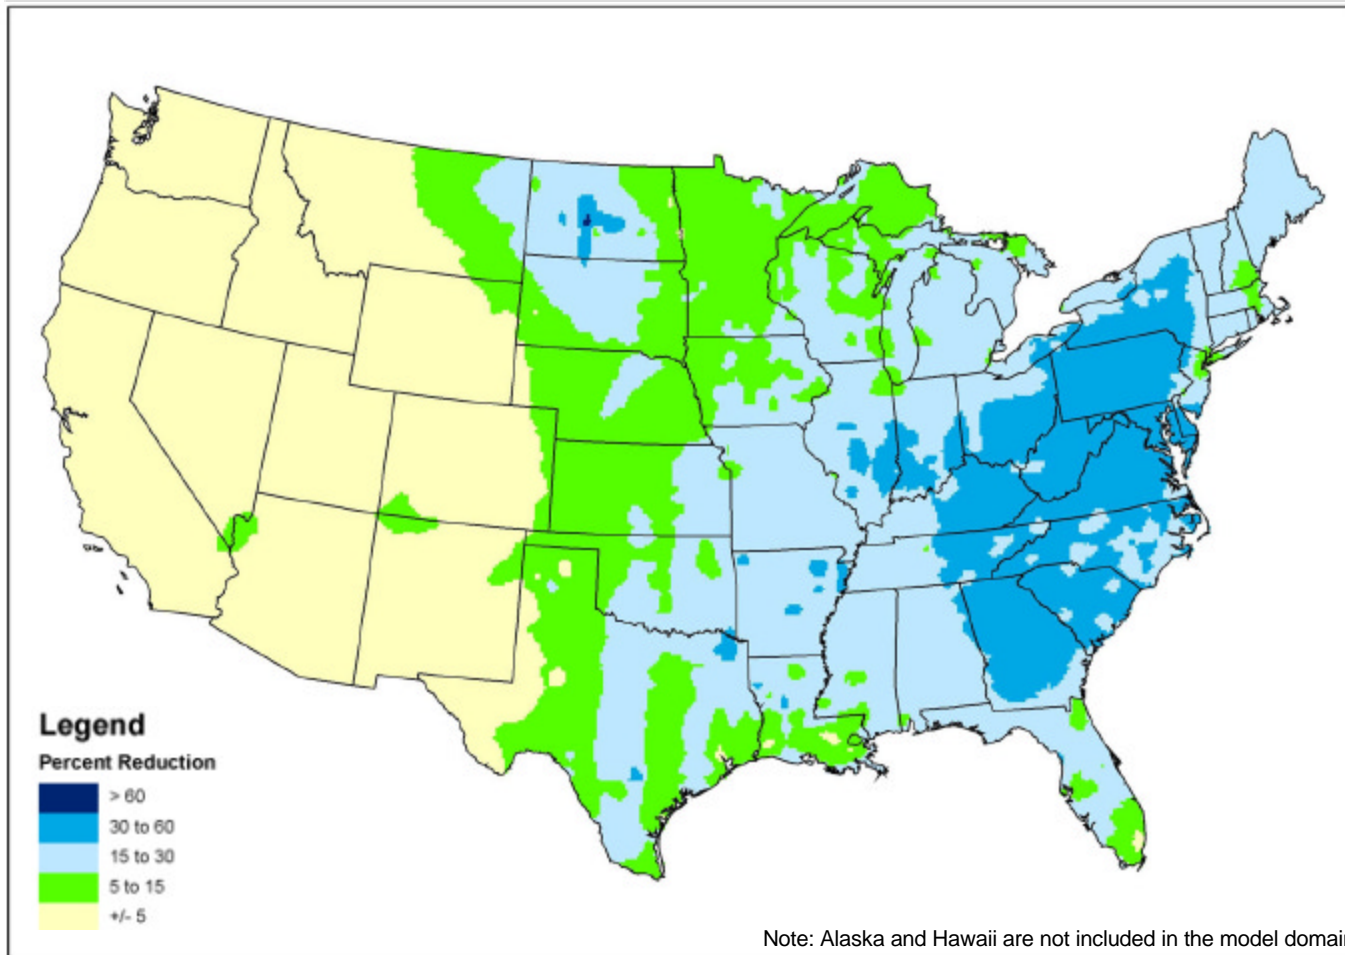 Legend
Percent Reduction
> 60
30 to 60
15 to 30
5 to 15
+/- 5
Note: Alaska and Hawaii are not included in the model domain